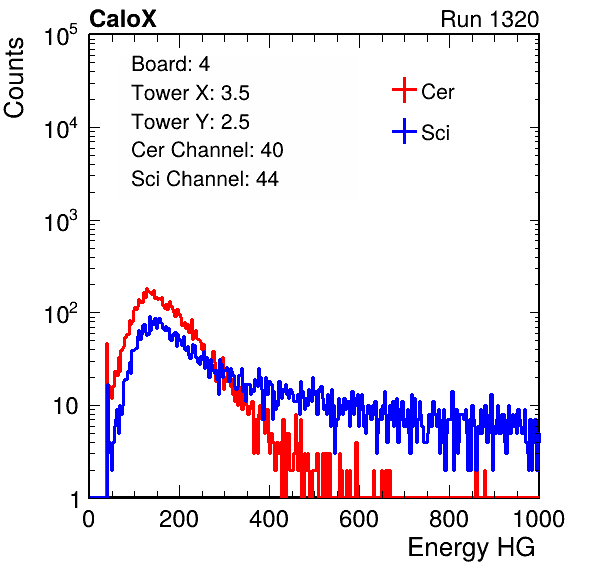 CaloX Run 1320
Counts
Board: 4
Tower X: 3.5
Tower Y: 2.5
Cer Channel: 40
Sci Channel: 44
Cer
Sci
10^5
10^4
10^3
10^2
10
1
0 200 400 600 800 1000
Energy HG